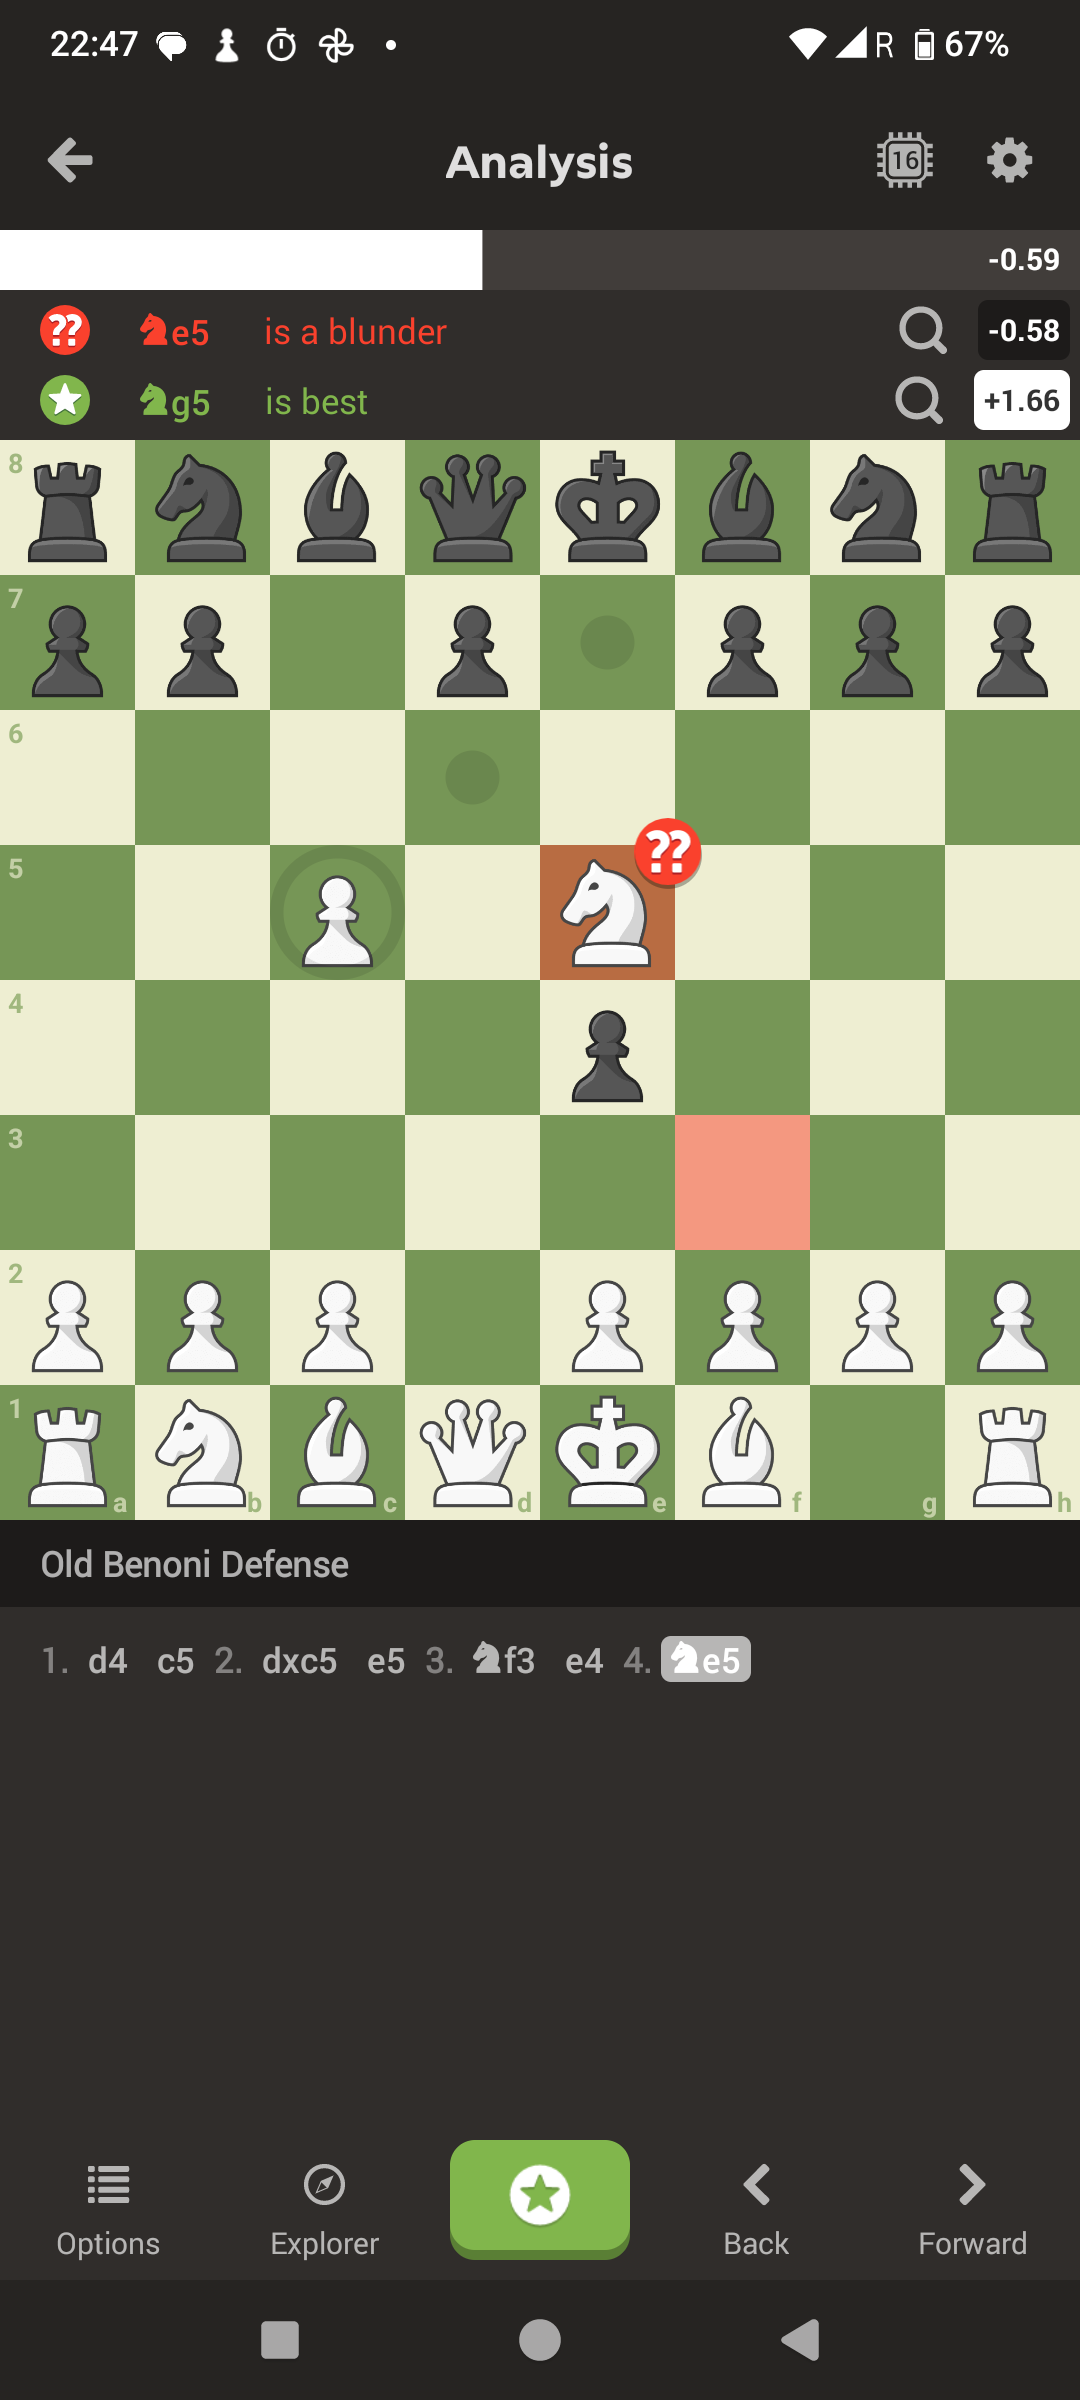 22:47 R 67%
Analysis 16
-0.59
?? e5 is a blunder -0.58
g5 is best +1.66
8
7
6
??
5
4
3
2
1 a b c d e f g h
Old Benoni Defense
1. d4 c5 2. dxc5 e5 3. f3 e4 4. e5
Options Explorer Back Forward